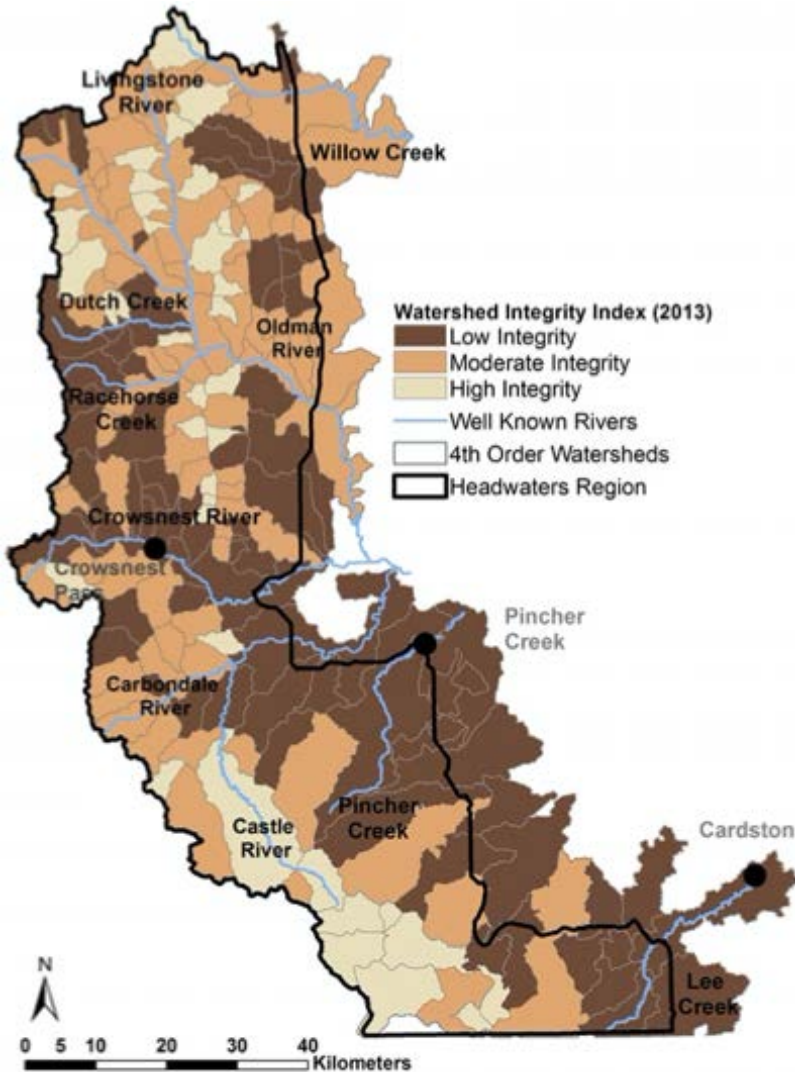 Livingstone
River
Willow Creek
Dutch Creek
Oldman
River
Watershed Integrity Index (2013)
Low Integrity
Moderate Integrity
High Integrity
Well Known Rivers
4th Order Watersheds
Headwaters Region
Racehorse
Creek
Crowsnest River
Crowsnest
Pass
Pincher
Creek
Carbondale
River
Castle
River
Pincher
Creek
Cardston
Lee
Creek
N
0 5 10 20 30 40
Kilometers